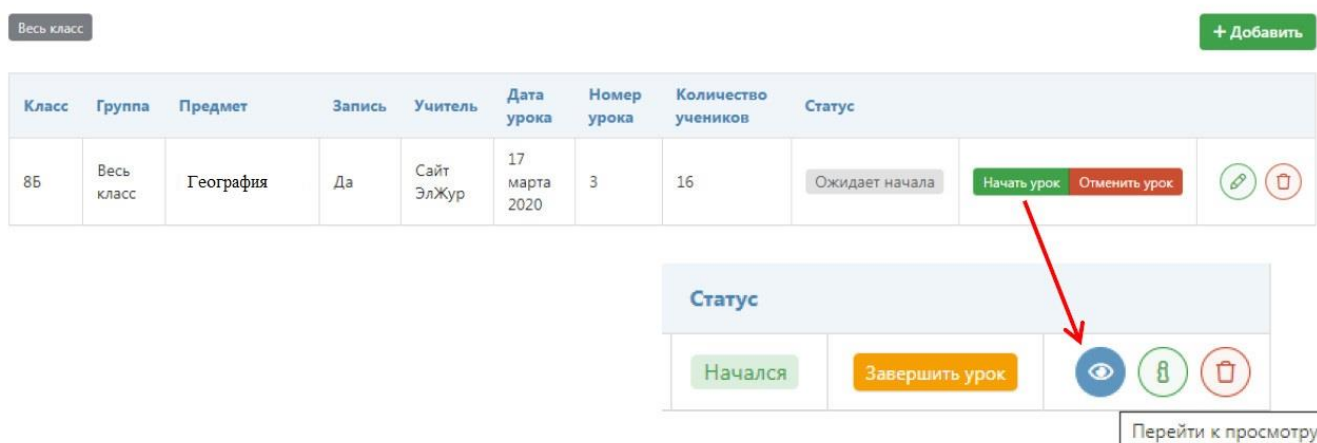 Весь класс
+ Добавить
Класс Группа Предмет Запись Учитель Дата урока Номер урока Количество учеников Статус
8Б Весь класс География Да Сайт ЭлЖур 17 марта 2020 3 16 Ожидает начала Начать урок Отменить урок
Статус
Начался Завершить урок
Перейти к просмотру